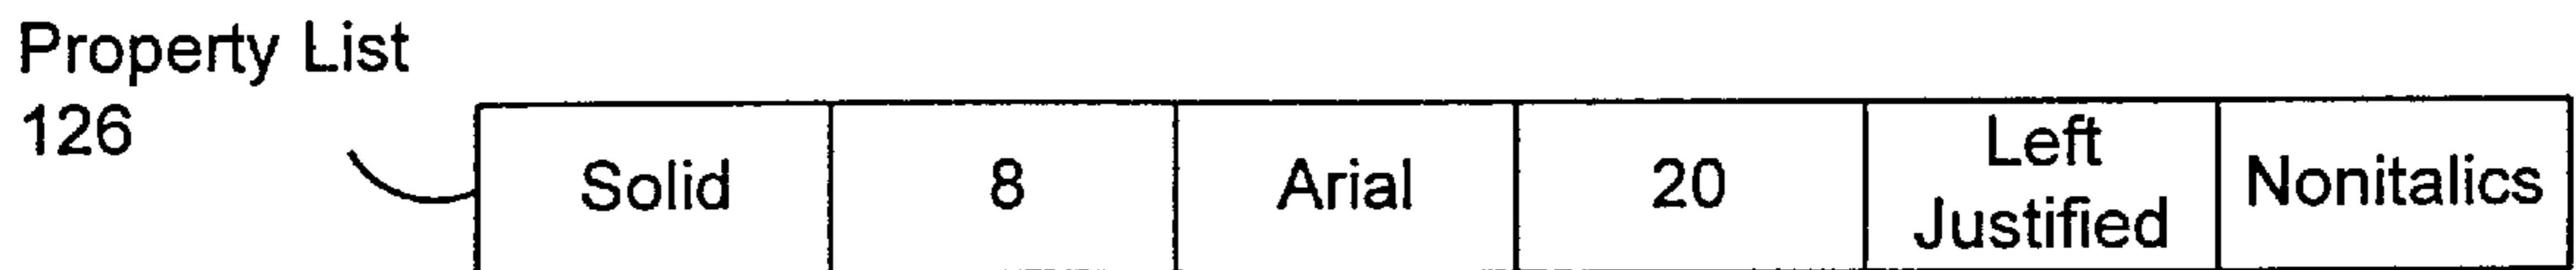 Property List
126
Solid 8 Arial 20 Left Justified Nonitalics